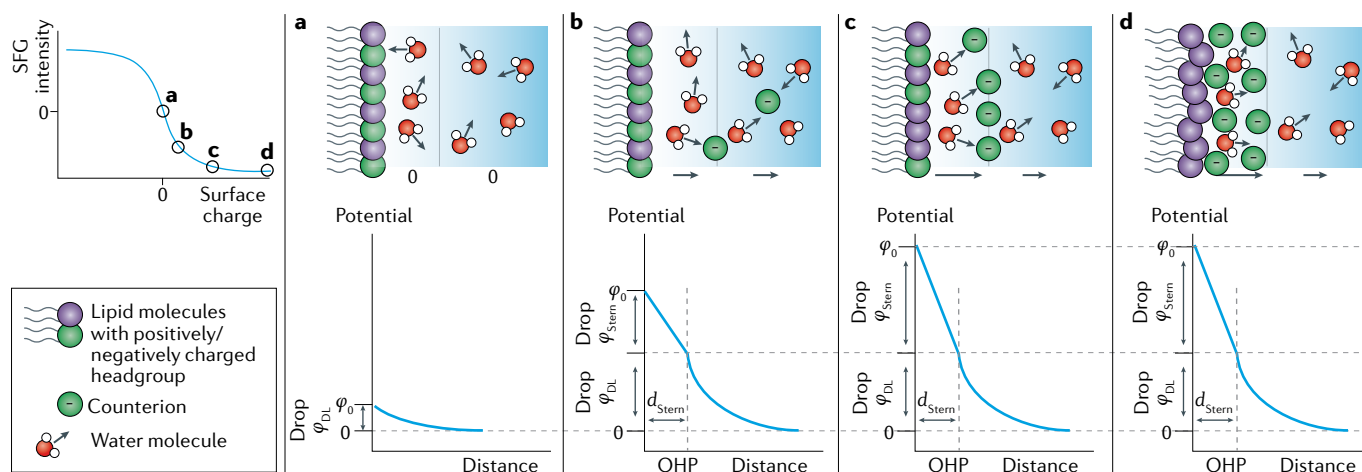 SFG
intensity
0
a
b
c
d
0
Surface
charge
Lipid molecules
with positively/
negatively charged
headgroup
Counterion
Water molecule
a
0
0
Potential
φ0
Drop
φDL
0
Distance
b
Potential
φ0
Drop
φStern
Drop
φDL
dStern
0
OHP
Distance
c
Potential
φ0
Drop
φStern
Drop
φDL
dStern
0
OHP
Distance
d
Potential
φ0
Drop
φStern
Drop
φDL
dStern
0
OHP
Distance